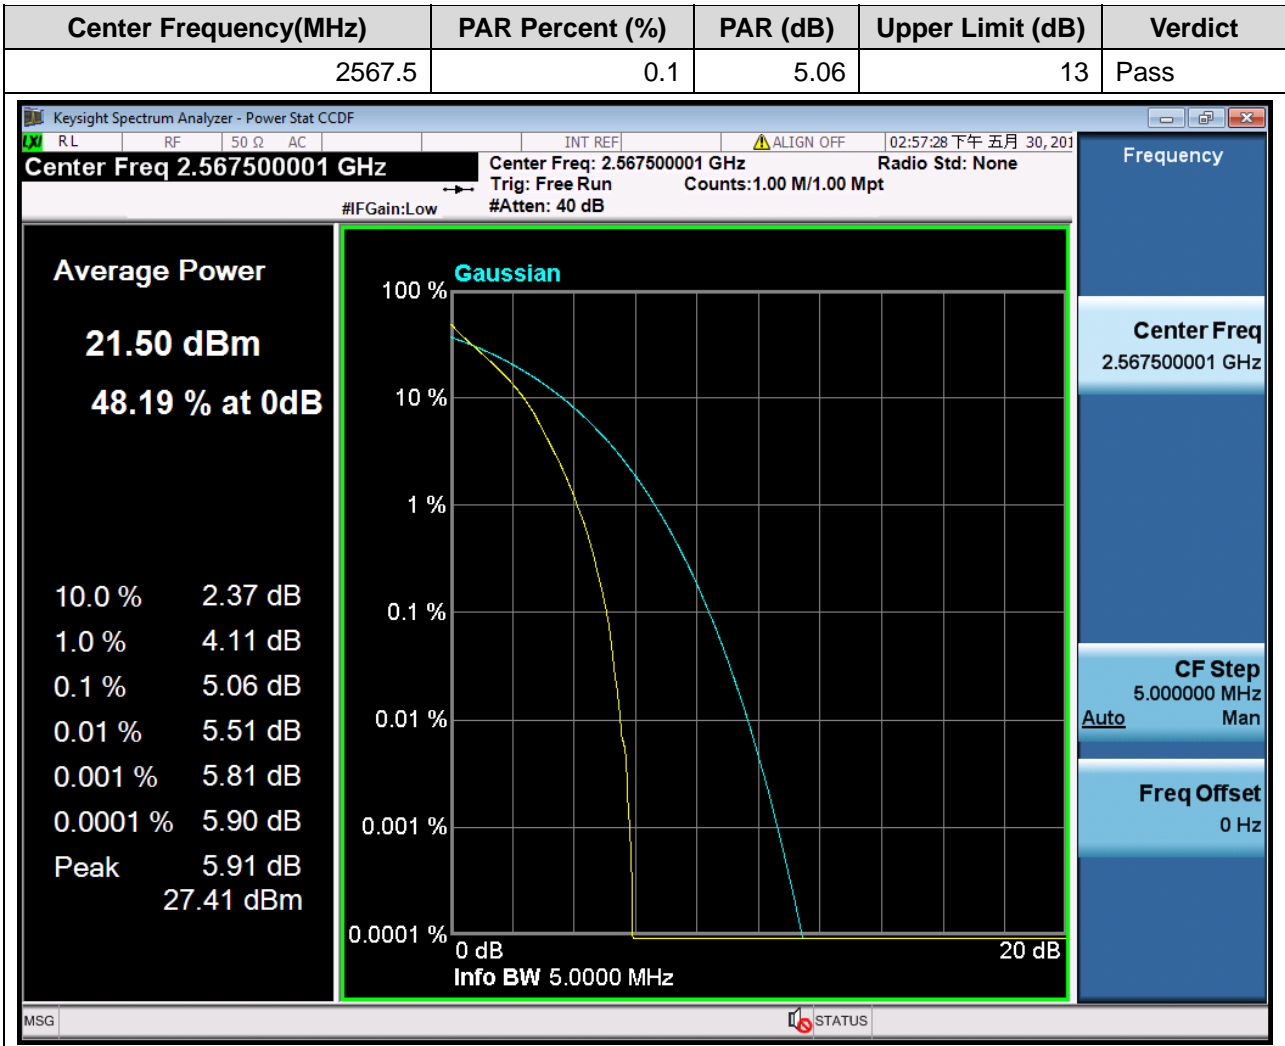 Center Frequency(MHz) PAR Percent (%) PAR (dB) Upper Limit (dB) Verdict
2567.5 0.1 5.06 13 Pass
Keysight Spectrum Analyzer - Power Stat CCDF
LXI RL RF 50 Ω AC INT REF ALIGN OFF 02:57:28 下午 五月 30, 201
Center Freq 2.567500001 GHz
Center Freq: 2.567500001 GHz Radio Std: None
Trig: Free Run Counts:1.00 M/1.00 Mpt
#IFGain:Low #Atten: 40 dB
Average Power
21.50 dBm
48.19 % at 0dB
10.0 % 2.37 dB
1.0 % 4.11 dB
0.1 % 5.06 dB
0.01 % 5.51 dB
0.001 % 5.81 dB
0.0001 % 5.90 dB
Peak 5.91 dB
27.41 dBm
Gaussian
100 %
10 %
1 %
0.1 %
0.01 %
0.001 %
0.0001 %
0 dB 20 dB
Info BW 5.0000 MHz
Frequency
Center Freq
2.567500001 GHz
CF Step
5.000000 MHz
Auto Man
Freq Offset
0 Hz
MSG STATUS